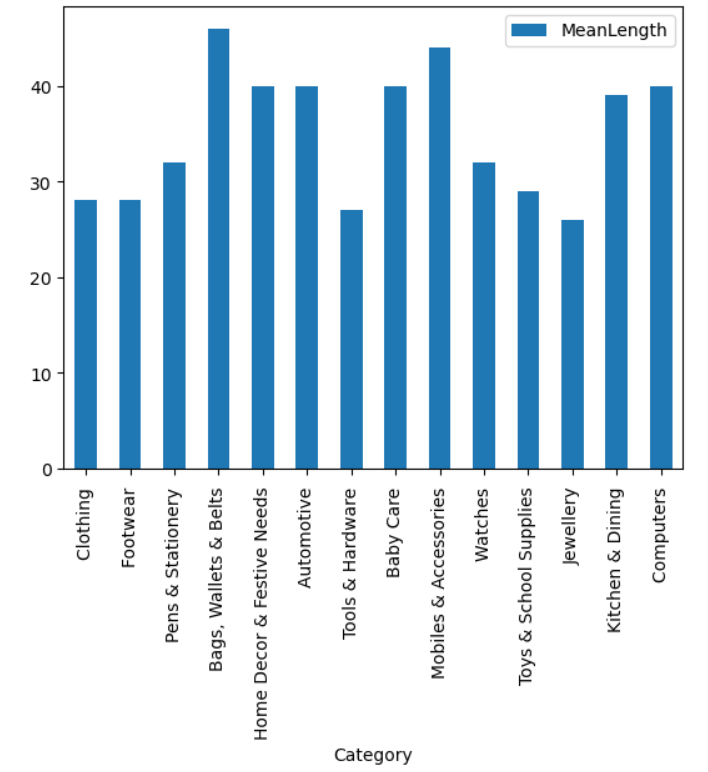 MeanLength
40
30
20
10
0
Clothing
Footwear
Pens & Stationery
Bags, Wallets & Belts
Home Decor & Festive Needs
Automotive
Tools & Hardware
Baby Care
Mobiles & Accessories
Watches
Toys & School Supplies
Jewellery
Kitchen & Dining
Computers
Category